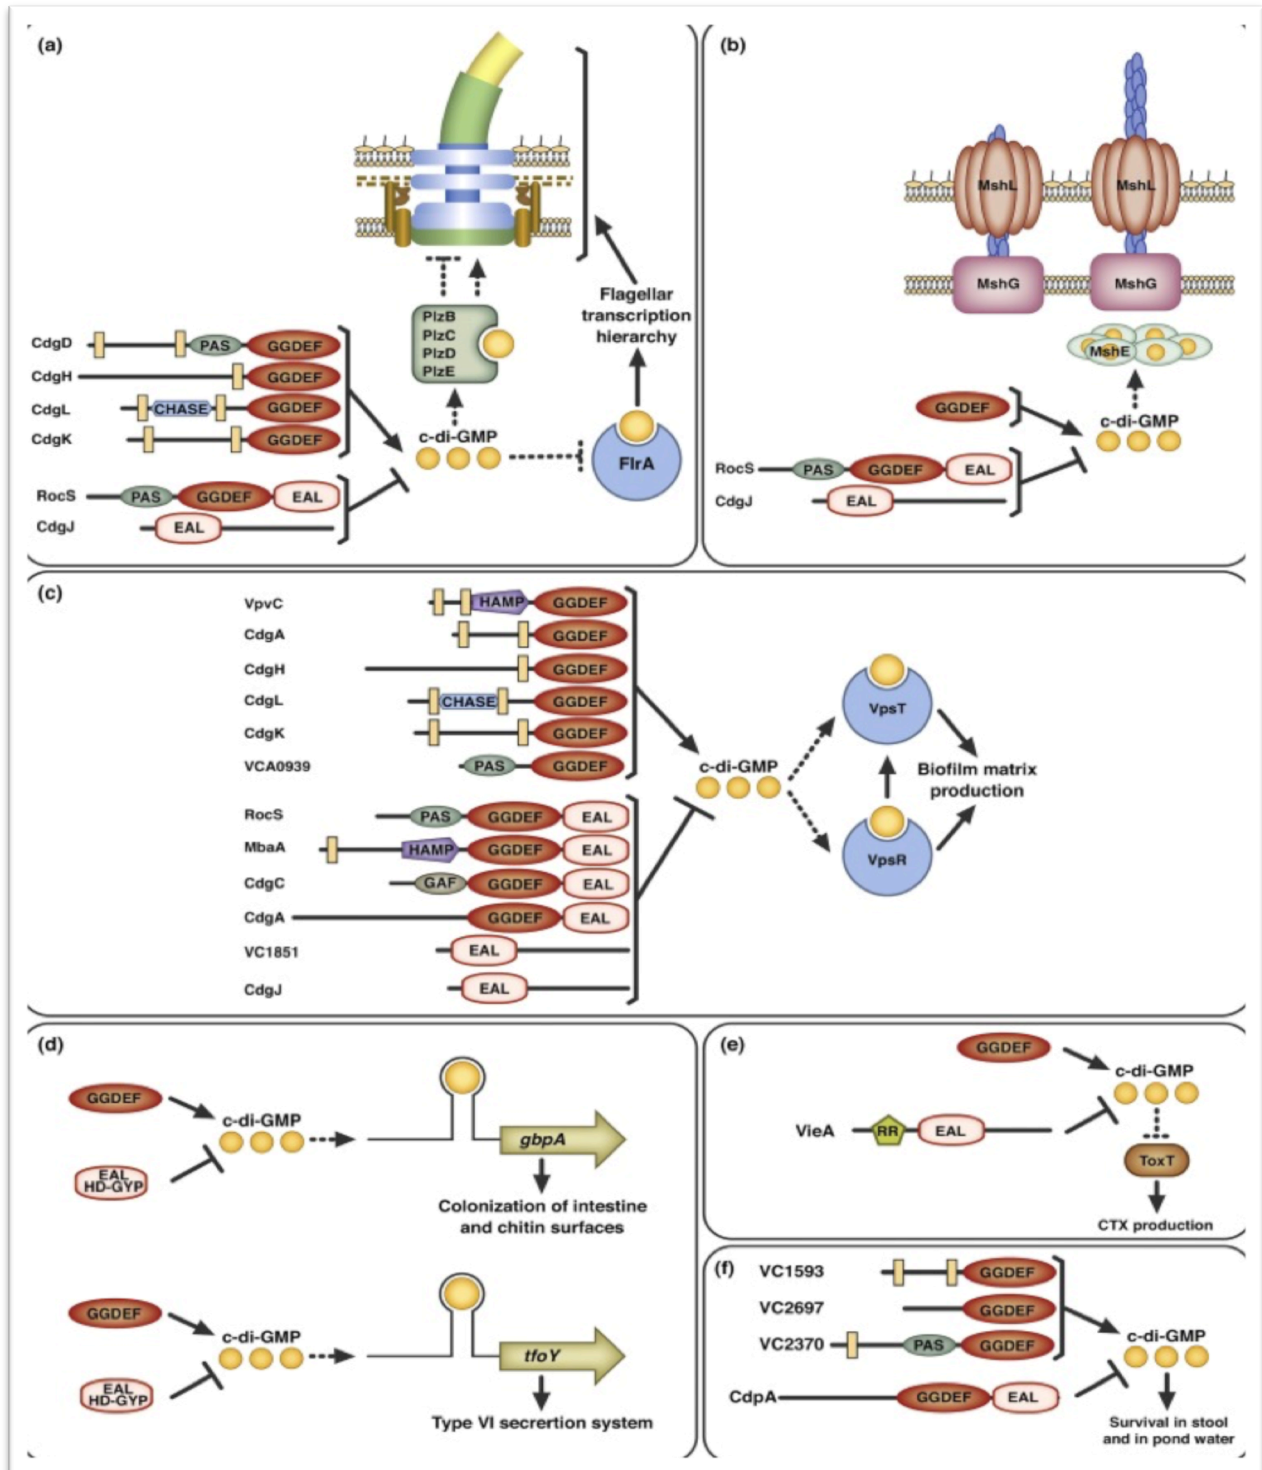 (a)
CdgD
PAS
GGDEF
CdgH
GGDEF
CdgL
CHASE
GGDEF
CdgK
GGDEF
RocS
PAS
GGDEF
EAL
CdgJ
EAL
PlzB
PlzC
PlzD
PlzE
c-di-GMP
Flagellar
transcription
hierarchy
FlrA
(b)
MshL
MshL
MshG
MshG
MshE
GGDEF
c-di-GMP
RocS
PAS
GGDEF
EAL
CdgJ
EAL
(c)
VpvC
HAMP
GGDEF
CdgA
GGDEF
CdgH
GGDEF
CdgL
CHASE
GGDEF
CdgK
GGDEF
VCA0939
PAS
GGDEF
RocS
PAS
GGDEF
EAL
MbaA
HAMP
GGDEF
EAL
CdgC
GAF
GGDEF
EAL
CdgA
GGDEF
EAL
VC1851
EAL
CdgJ
EAL
c-di-GMP
VpsT
Biofilm matrix
production
VpsR
(d)
GGDEF
c-di-GMP
EAL
HD-GYP
gbpA
Colonization of intestine
and chitin surfaces
GGDEF
c-di-GMP
EAL
HD-GYP
tfoY
Type VI secrertion system
(e)
GGDEF
c-di-GMP
VieA
RR
EAL
ToxT
CTX production
(f)
VC1593
GGDEF
VC2697
GGDEF
VC2370
PAS
GGDEF
c-di-GMP
CdpA
GGDEF
EAL
Survival in stool
and in pond water